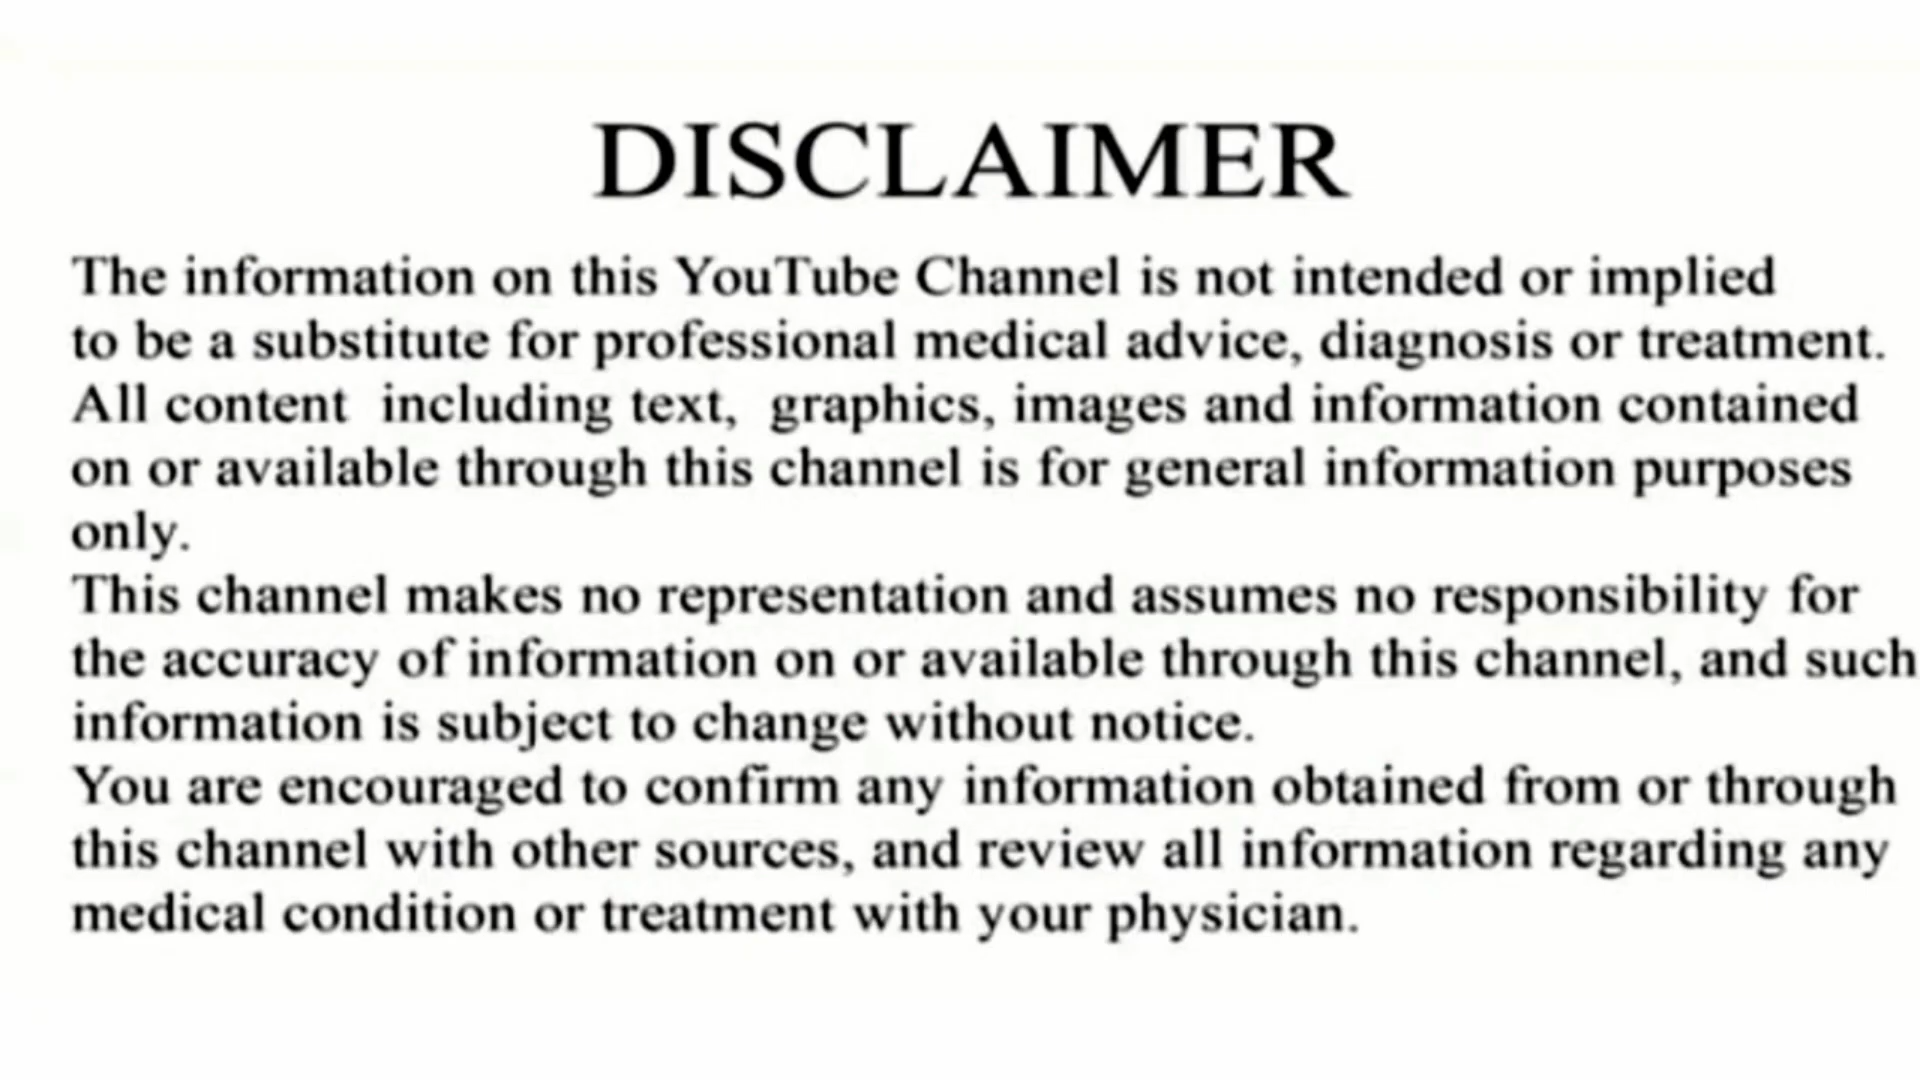 DISCLAIMER
The information on this YouTube Channel is not intended or implied
to be a substitute for professional medical advice, diagnosis or treatment.
All content  including text,  graphics, images and information contained
on or available through this channel is for general information purposes
only.
This channel makes no representation and assumes no responsibility for
the accuracy of information on or available through this channel, and such
information is subject to change without notice.
You are encouraged to confirm any information obtained from or through
this channel with other sources, and review all information regarding any
medical condition or treatment with your physician.